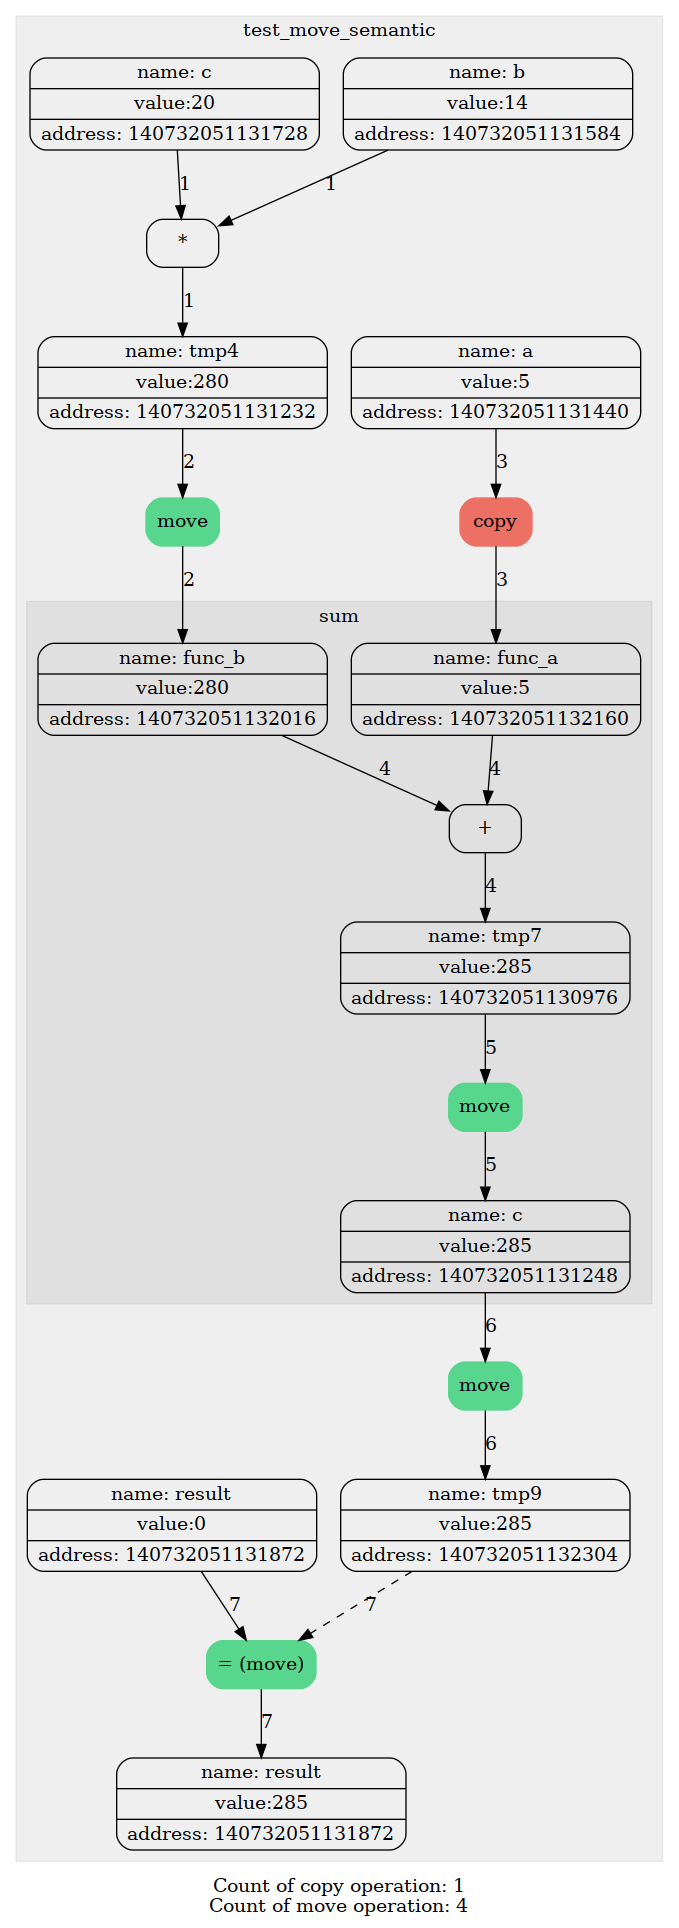 test_move_semantic
name: c
value:20
address: 140732051131728
name: b
value:14
address: 140732051131584
1
1
*
1
name: tmp4
value:280
address: 140732051131232
name: a
value:5
address: 140732051131440
2
3
move
copy
2
3
sum
name: func_b
value:280
address: 140732051132016
name: func_a
value:5
address: 140732051132160
4
4
+
4
name: tmp7
value:285
address: 140732051130976
5
move
5
name: c
value:285
address: 140732051131248
6
move
6
name: result
value:0
address: 140732051131872
name: tmp9
value:285
address: 140732051132304
7
7
= (move)
7
name: result
value:285
address: 140732051131872
Count of copy operation: 1
Count of move operation: 4